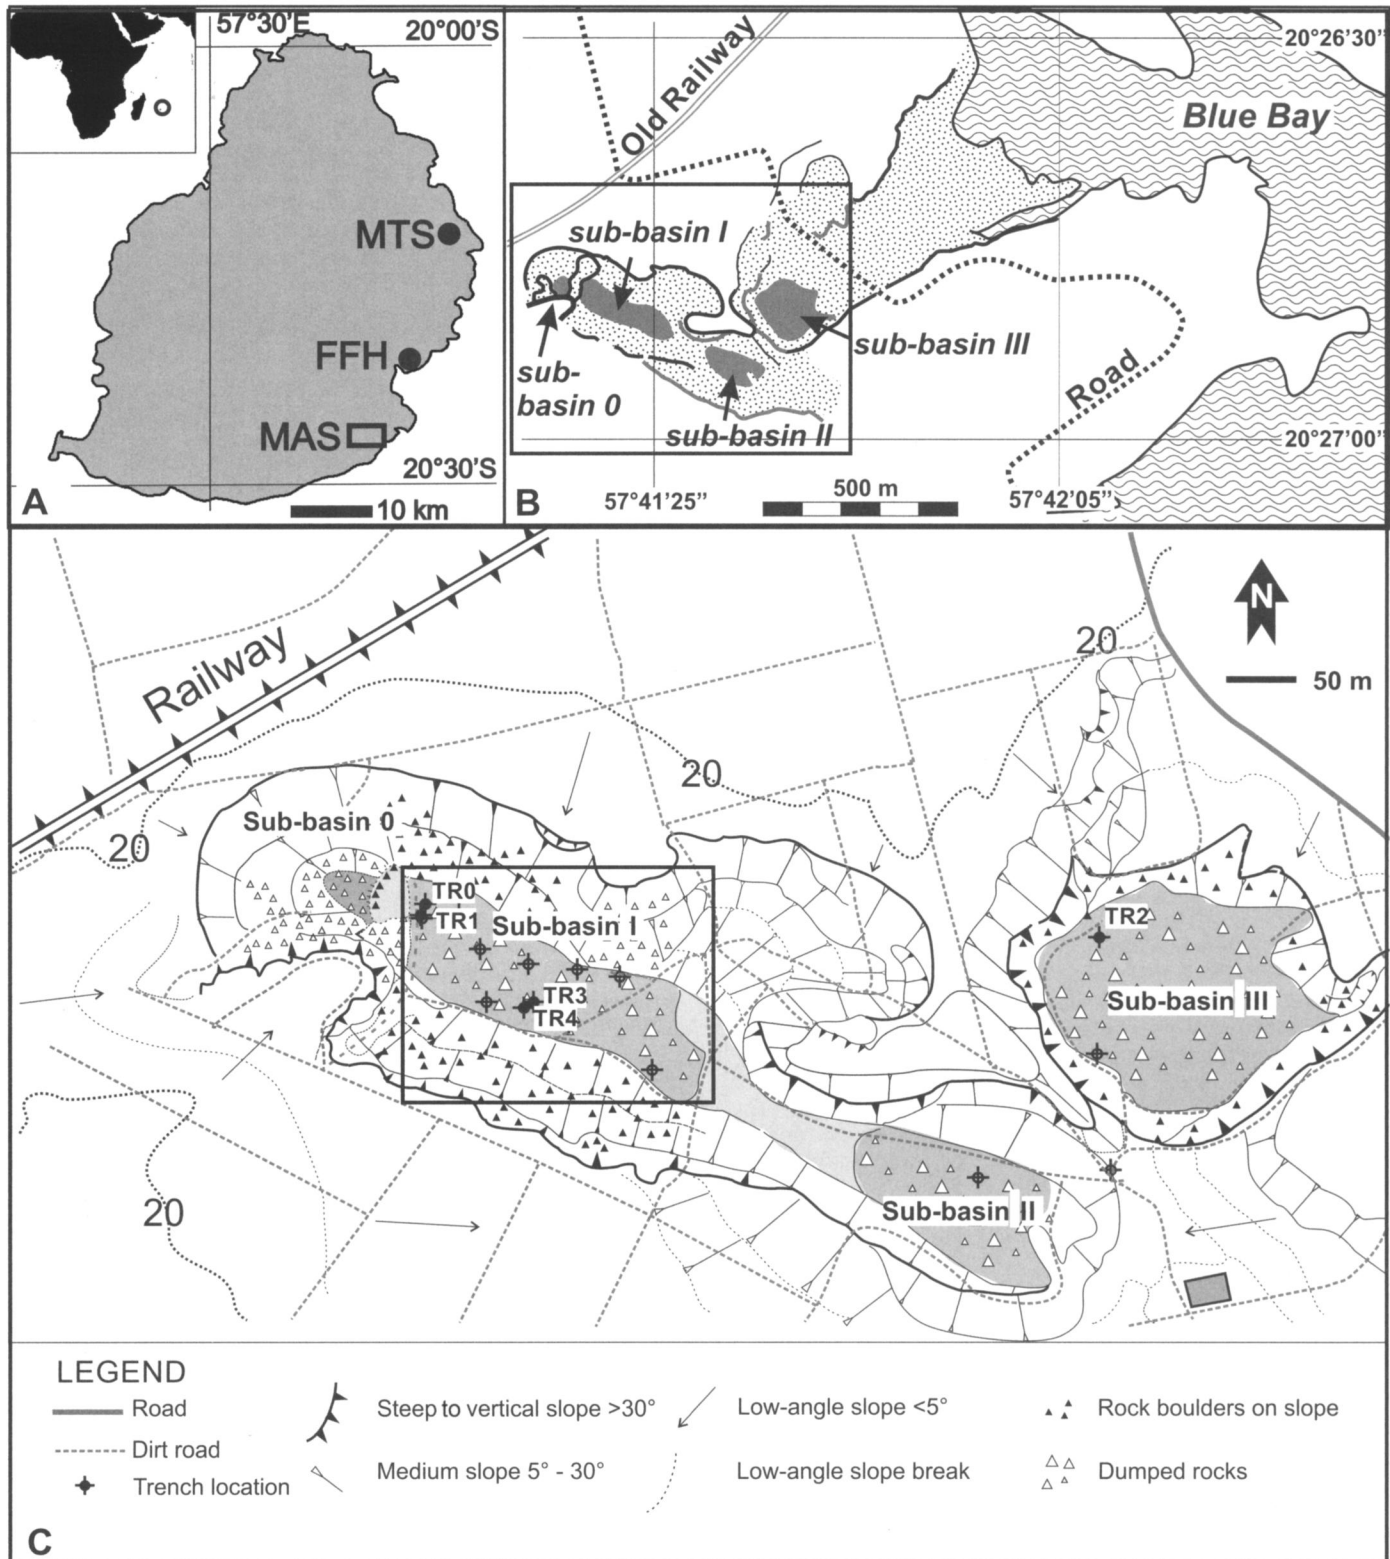 57°30'E
20°00'S
MTS
FFH
MAS
20°30'S
A
10 km
Old Railway
20°26'30"
Blue Bay
sub-basin I
sub-basin III
sub-
basin 0
Road
sub-basin II
20°27'00"
B
57°41'25"
500 m
57°42'05"
Railway
20
N
50 m
20
20
Sub-basin 0
TR0
TR1
Sub-basin I
TR2
TR3
TR4
Sub-basin III
20
Sub-basin II
LEGEND
Road
Steep to vertical slope >30°
Low-angle slope <5°
Rock boulders on slope
Dirt road
Medium slope 5° - 30°
Low-angle slope break
Dumped rocks
Trench location
C